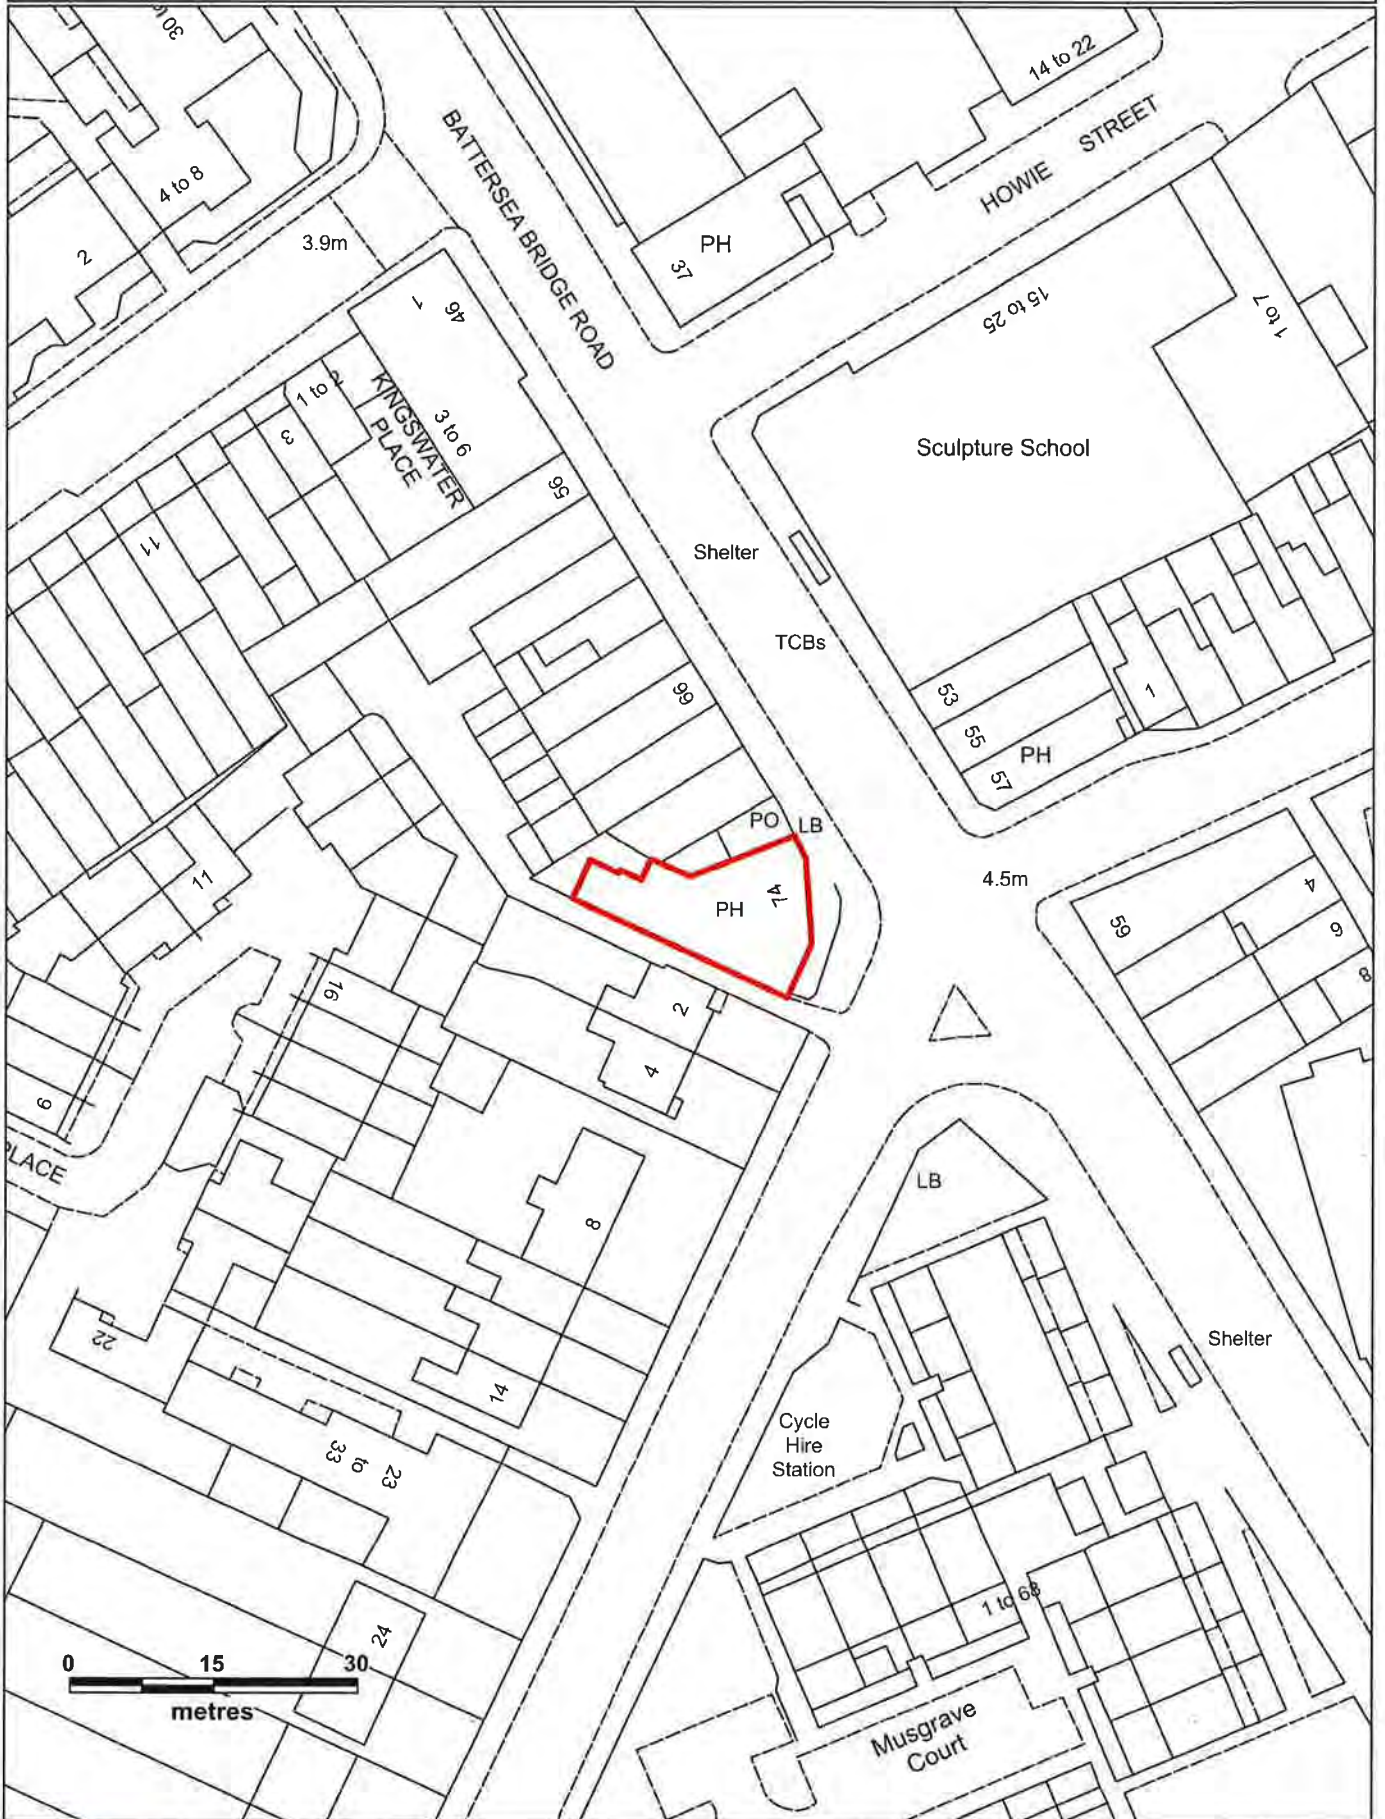 30
to
14 to 22
BATTERSEA BRIDGE ROAD
HOWIE STREET
4 to 8
3.9m
2
PH
37
15 to 25
1 to 7
1
46
KINGSWATER
PLACE
1 to 2
3
3 to 6
Sculpture School
56
11
Shelter
TCBs
66
53
55
57
PH
1
PO
LB
74
PH
4.5m
11
59
4
6
8
16
2
4
9
PLACE
LB
8
22
14
Shelter
Cycle
Hire
Station
33
to
23
1 to 68
24
0 15 30
metres
Musgrave
Court